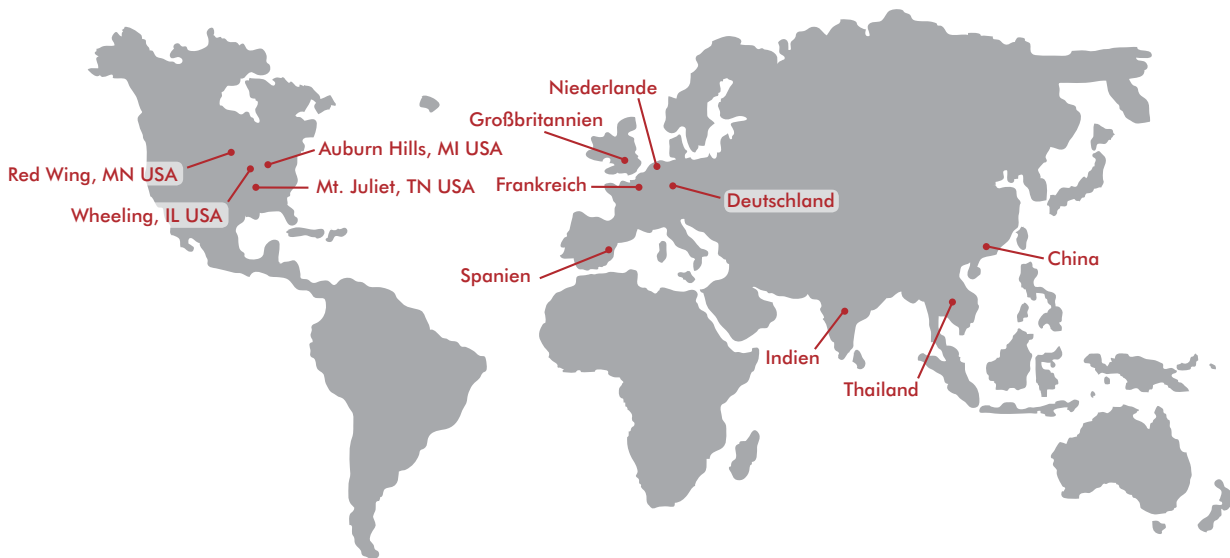 Niederlande
Großbritannien
Auburn Hills, MI USA
Red Wing, MN USA
Mt. Juliet, TN USA
Frankreich
Deutschland
Wheeling, IL USA
China
Spanien
Indien
Thailand